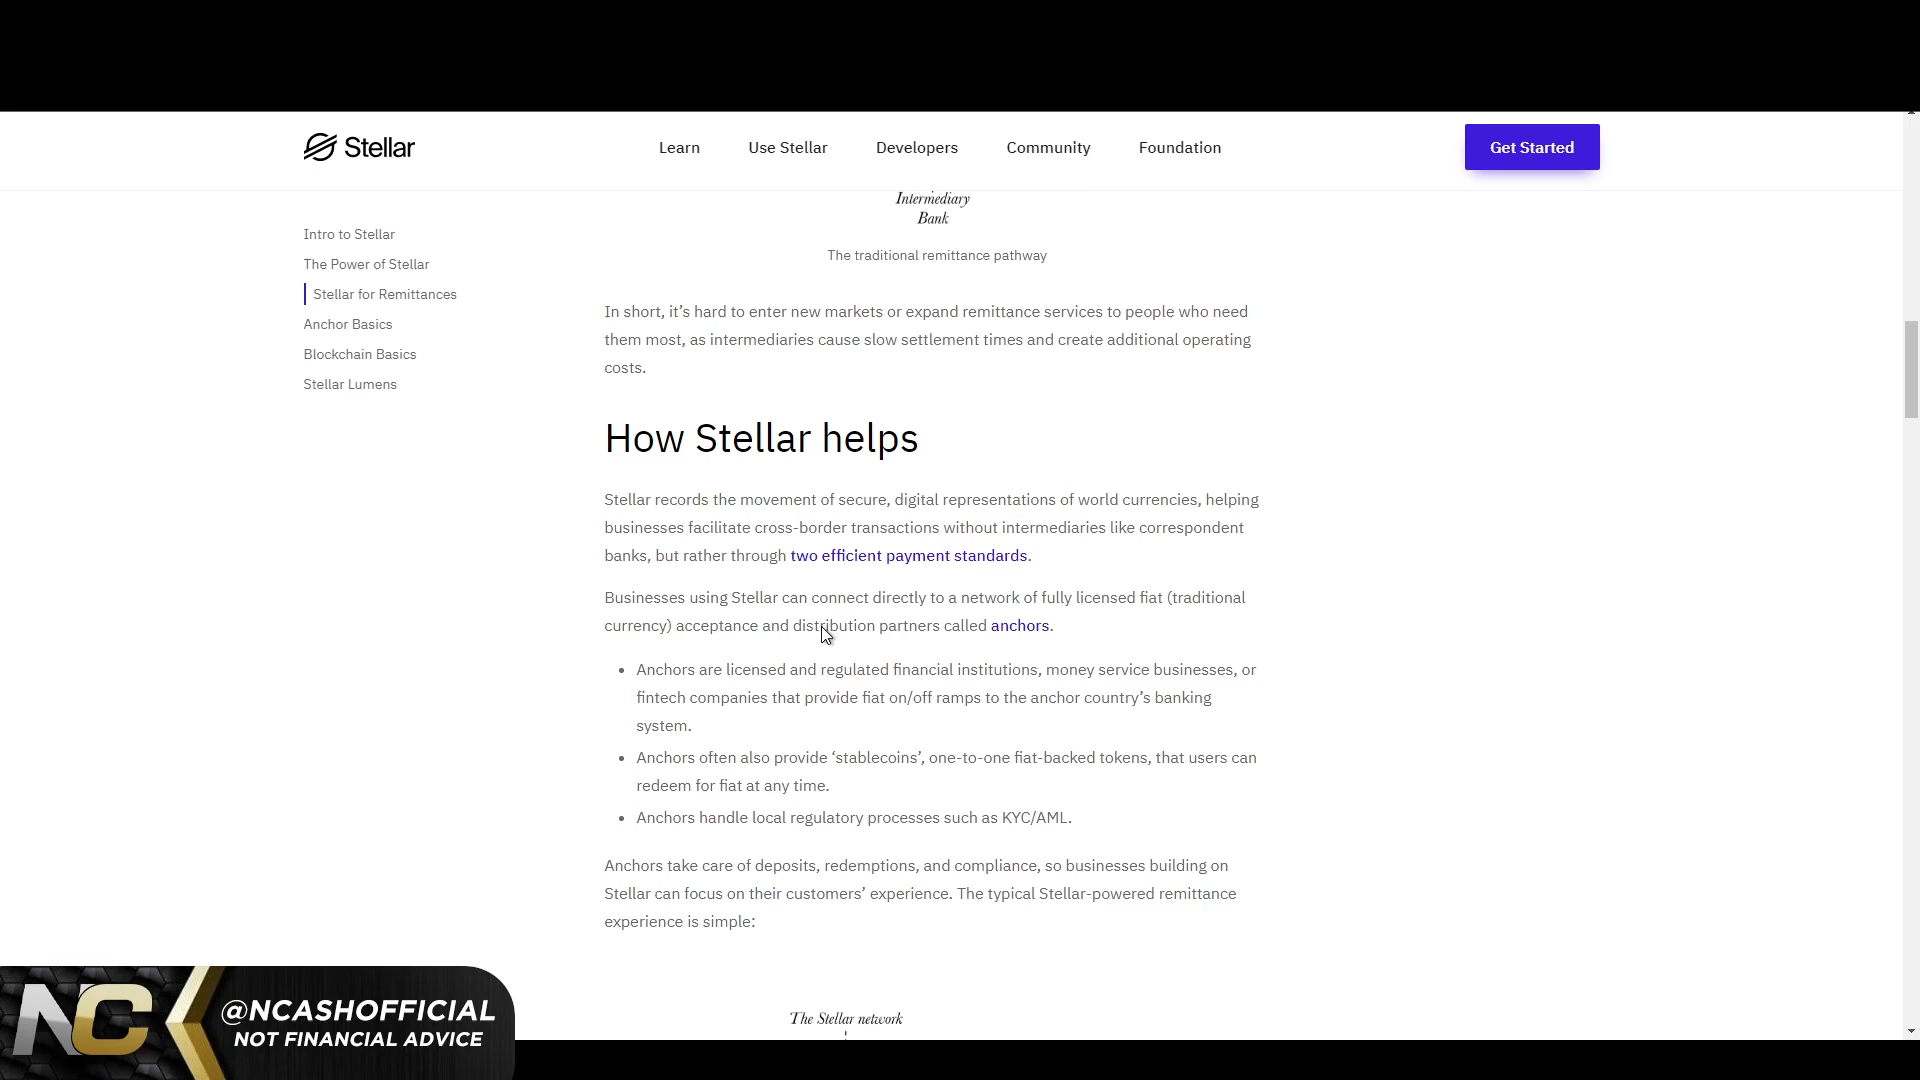 Stellar
Learn
Use Stellar
Developers
Community
Foundation
Get Started
Intro to Stellar
The Power of Stellar
Stellar for Remittances
Anchor Basics
Blockchain Basics
Stellar Lumens
Intermediary
Bank
The traditional remittance pathway
In short, it’s hard to enter new markets or expand remittance services to people who need
them most, as intermediaries cause slow settlement times and create additional operating
costs.
How Stellar helps
Stellar records the movement of secure, digital representations of world currencies, helping
businesses facilitate cross-border transactions without intermediaries like correspondent
banks, but rather through two efficient payment standards.
Businesses using Stellar can connect directly to a network of fully licensed fiat (traditional
currency) acceptance and distribution partners called anchors.
• Anchors are licensed and regulated financial institutions, money service businesses, or
fintech companies that provide fiat on/off ramps to the anchor country’s banking
system.
• Anchors often also provide ‘stablecoins’, one-to-one fiat-backed tokens, that users can
redeem for fiat at any time.
• Anchors handle local regulatory processes such as KYC/AML.
Anchors take care of deposits, redemptions, and compliance, so businesses building on
Stellar can focus on their customers’ experience. The typical Stellar-powered remittance
experience is simple:
The Stellar network
NC
@NCASHOFFICIAL
NOT FINANCIAL ADVICE